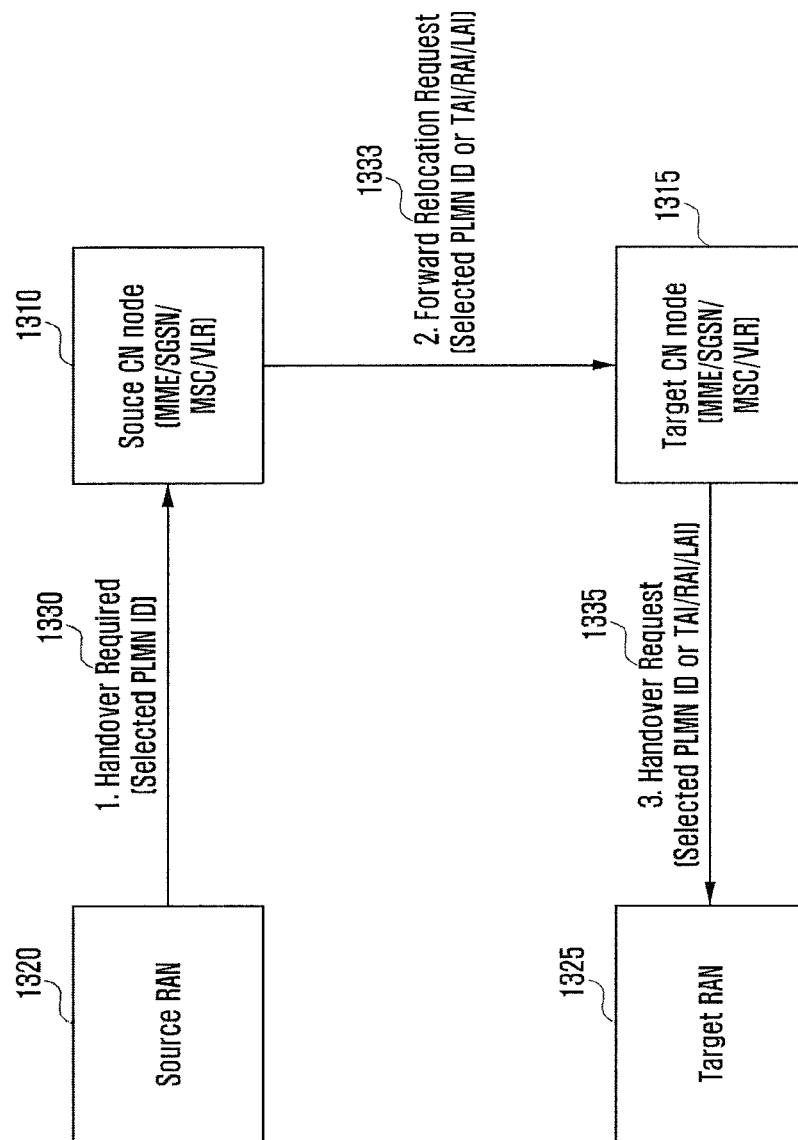 1320
Source RAN
1330
1. Handover Required
(Selected PLMN ID)
1310
Souce CN node
(MME/SGSN/
MSC/VLR)
1333
2. Forward Relocation Request
(Selected PLMN ID or TAI/RAI/LAI)
1325
Target RAN
1335
3. Handover Request
(Selected PLMN ID or TAI/RAI/LAI)
1315
Target CN node
(MME/SGSN/
MSC/VLR)